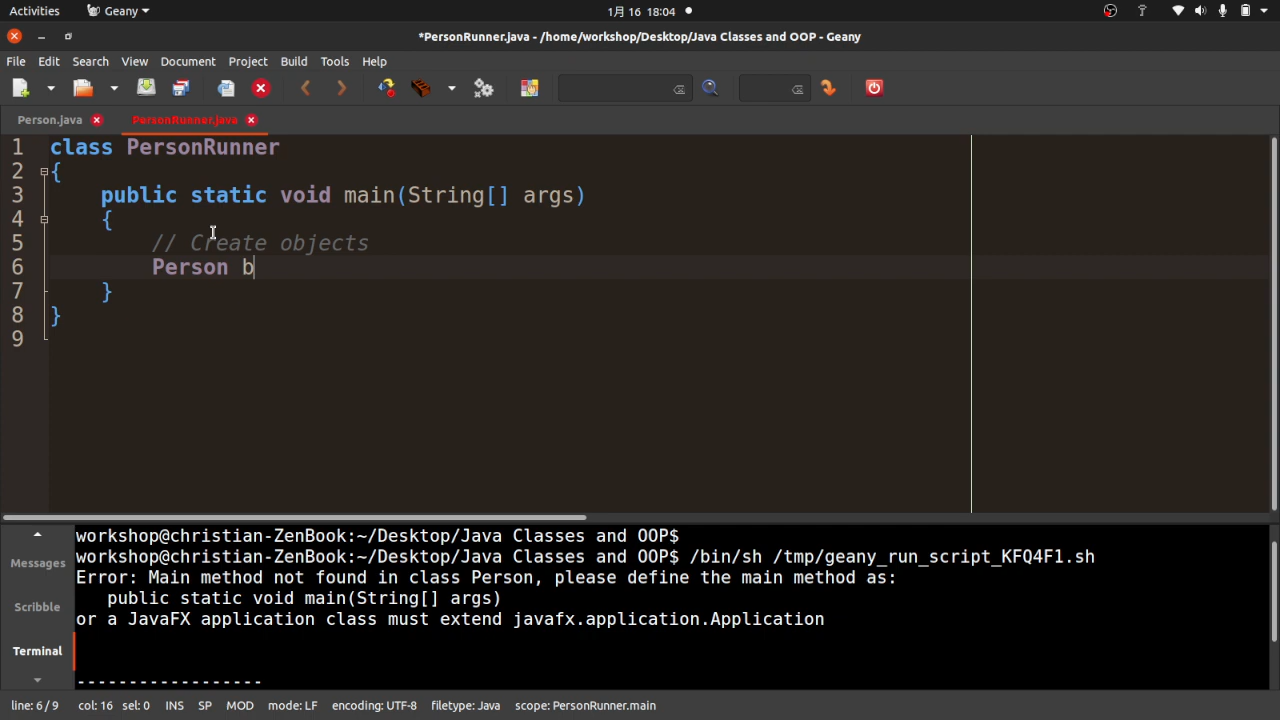 Activities Geany 1月 16 18:04
*PersonRunner.java - /home/workshop/Desktop/Java Classes and OOP - Geany
File Edit Search View Document Project Build Tools Help
Person.java PersonRunner.java
1 class PersonRunner
2 {
3 public static void main(String[] args)
4 {
5 // Create objects
6 Person b
7 }
8 }
9
workshop@christian-ZenBook:~/Desktop/Java Classes and OOP$
workshop@christian-ZenBook:~/Desktop/Java Classes and OOP$ /bin/sh /tmp/geany_run_script_KFQ4F1.sh
Messages
Error: Main method not found in class Person, please define the main method as:
public static void main(String[] args)
Scribble
or a JavaFX application class must extend javafx.application.Application
Terminal
------------------
line: 6 / 9 col: 16 sel: 0 INS SP MOD mode: LF encoding: UTF-8 filetype: Java scope: PersonRunner.main